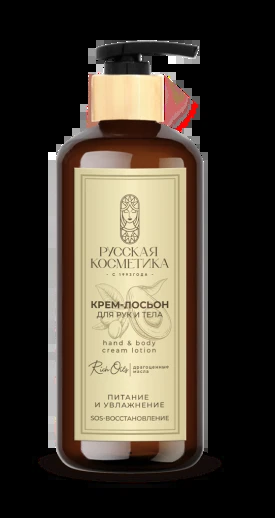 РУССКАЯ
КОСМЕТИКА
- С 1992 ГОДА -
КРЕМ-ЛОСЬОН
ДЛЯ РУК И ТЕЛА
hand & body
cream lotion
Rich Oils драгоценные
масла
ПИТАНИЕ
И УВЛАЖНЕНИЕ
SOS-ВОССТАНОВЛЕНИЕ